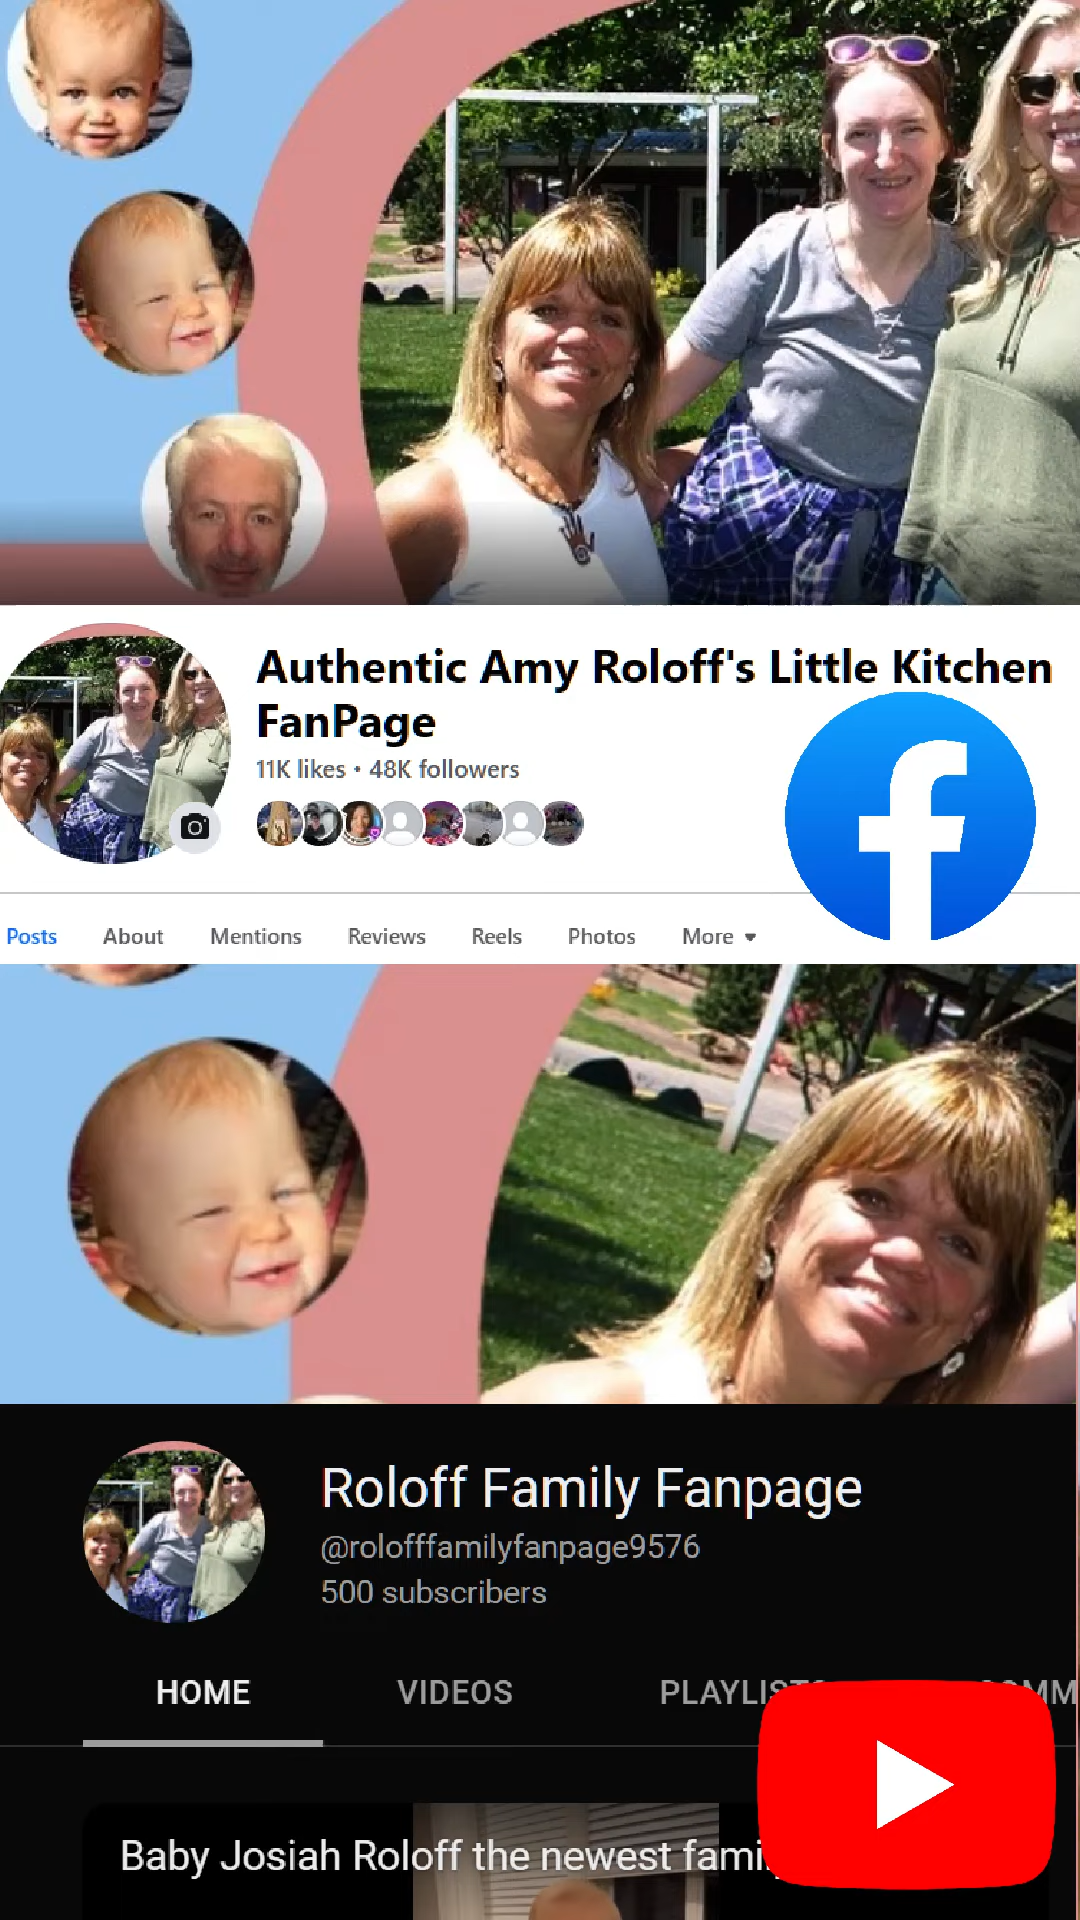 Authentic Amy Roloff's Little Kitchen
FanPage
11K likes • 48K followers
Posts About Mentions Reviews Reels Photos More
Roloff Family Fanpage
@rolofffamilyfanpage9576
500 subscribers
HOME VIDEOS
Baby Josiah Roloff the newest